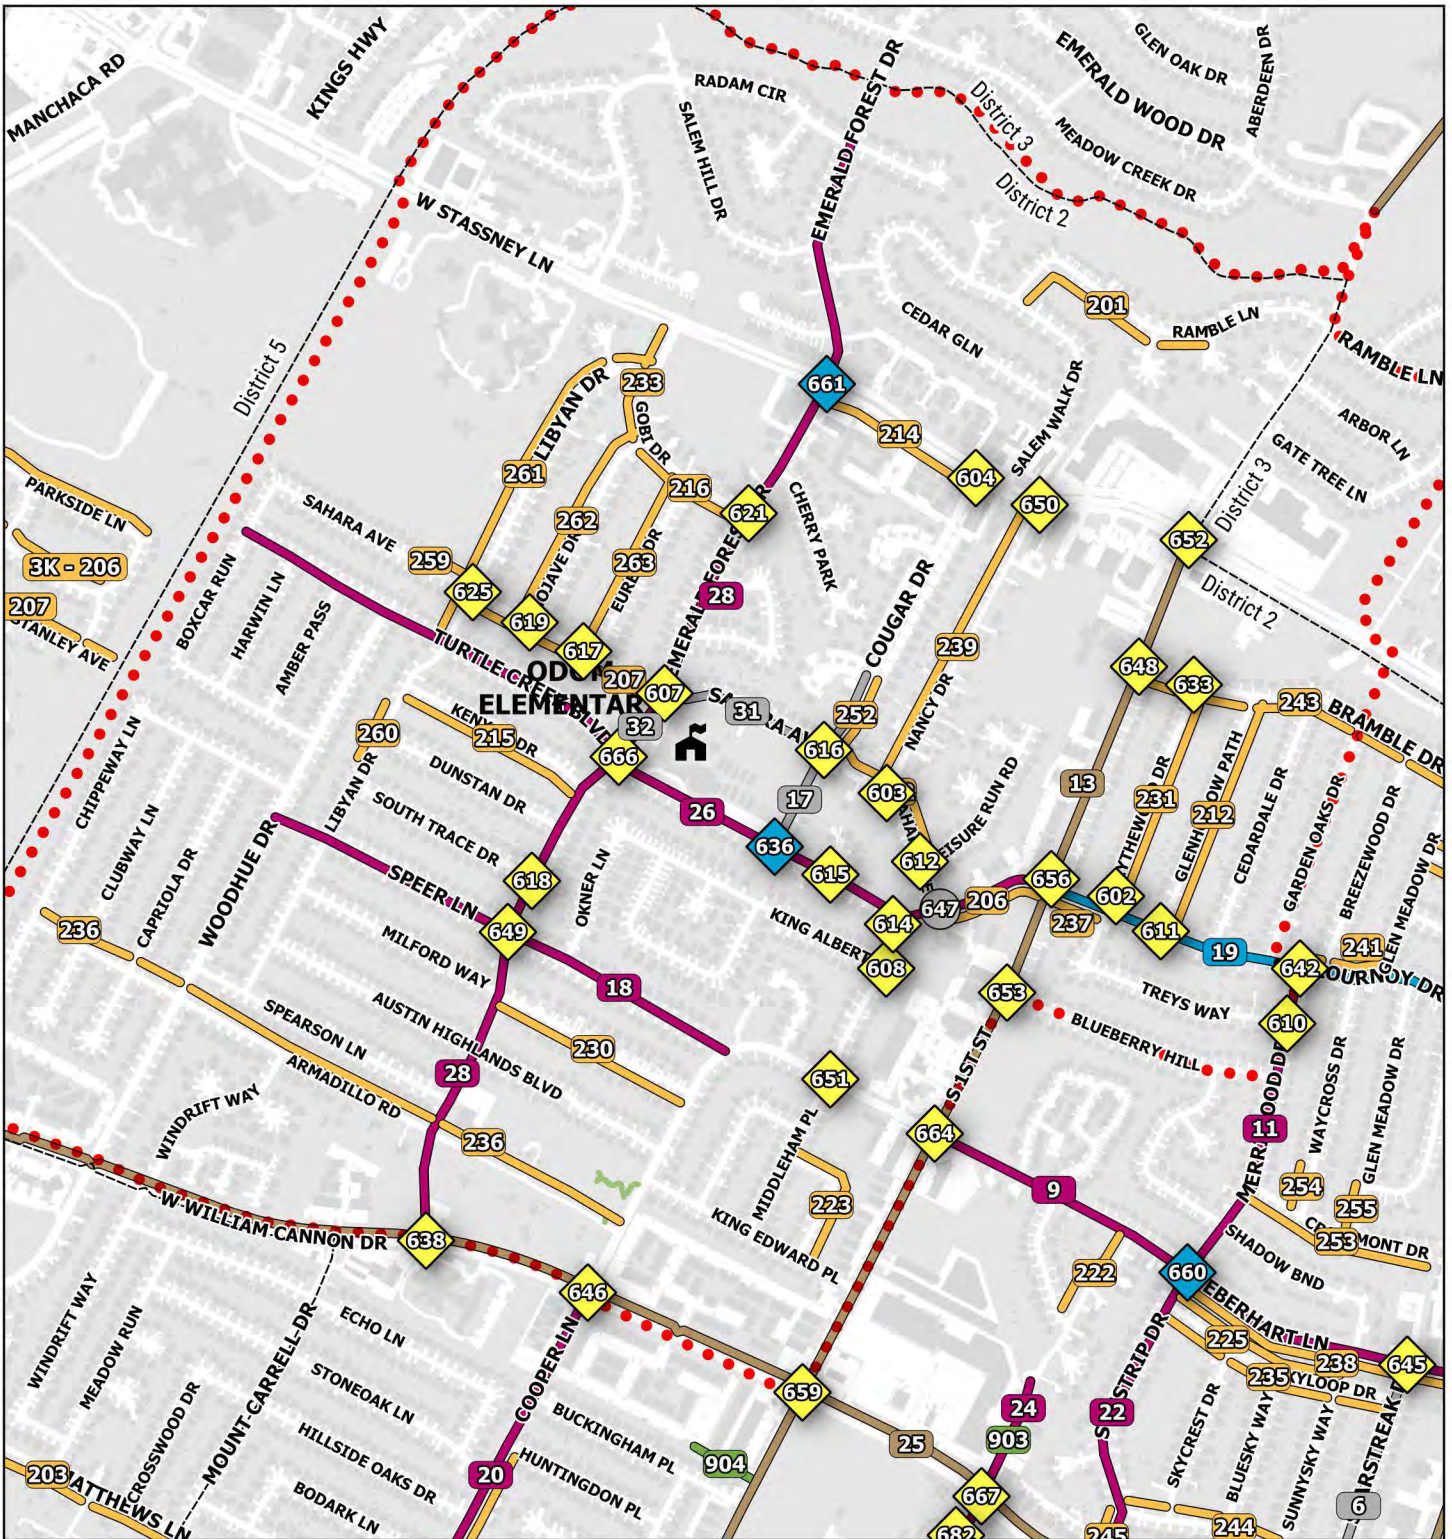 MANCHACA RD
KINGS HWY
RADAM CIR
SALEM HILL DR
EMERALD FOREST DR
District 3
District 2
EMERALD WOOD DR
GLEN OAK DR
ABERDEEN DR
MEADOW CREEK DR
W STASSNEY LN
District 5
CEDAR GLN
201
RAMBLE LN
RAMBLE LN
ARBOR LN
GATE TREE LN
District 3
District 2
661
233
LIBYAN DR
GOBI DR
214
604
SALEM WALK DR
650
652
261
216
621
CHERRY PARK
PARKSIDE LN
SAHARA AVE
262
263
259
625
619
617
28
COUGAR DR
3K - 206
207
STANLEY AVE
BOXCAR RUN
HARWIN LN
AMBER PASS
TURTLE CREEK BLVD
ODOM
ELEMENTARY
207
607
32
31
666
239
NANCY DR
648
633
243
BRAMBLE DR
252
616
603
612
LEISURE RUN RD
17
26
636
615
614
608
647
206
656
237
13
602
231
212
611
19
642
241
610
CEDARDALE DR
GARDEN OAKS DR
BREEZEWOOD DR
GLEN MEADOW DR
CHIPPEWAY LN
260
LIBYAN DR
215
DUNSTAN DR
SOUTH TRACE DR
CLUBWAY LN
CAPRIOLA DR
WOODHUE DR
SPEER LN
618
649
OKNER LN
KING ALBERT
236
MILFORD WAY
18
AUSTIN HIGHLANDS BLVD
230
SPEARSON LN
ARMADILLO RD
28
236
WINDRIFT WAY
653
TREYS WAY
BLUEBERRY HILL
S 1ST ST
651
664
MIDDLEHAM PL
KING EDWARD PL
223
9
11
WAYCROSS DR
GLEN MEADOW DR
254
255
253
SHADOW BND
222
660
EBERHART LN
225
235
238
645
W WILLIAM CANNON DR
638
646
659
WINDRIFT WAY
MEADOW RUN
CROSSWOOD DR
MOUNT CARRELL DR
ECHO LN
STONEOAK LN
HILLSIDE OAKS DR
BODARK LN
COOPER LN
20
BUCKINGHAM PL
HUNTINGDON PL
904
203
MATTHEWS LN
25
24
903
667
682
22
SKYCREST DR
BLUESKY WAY
SUNNYSKY WAY
245
244
6